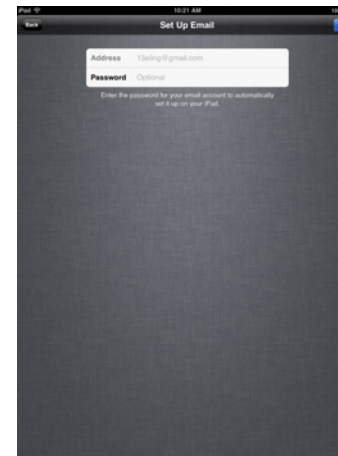 iPad 10:21 AM
Back Set Up Email
Address
Password Optional
Enter the password for your email account to automatically
set it up on your iPad.